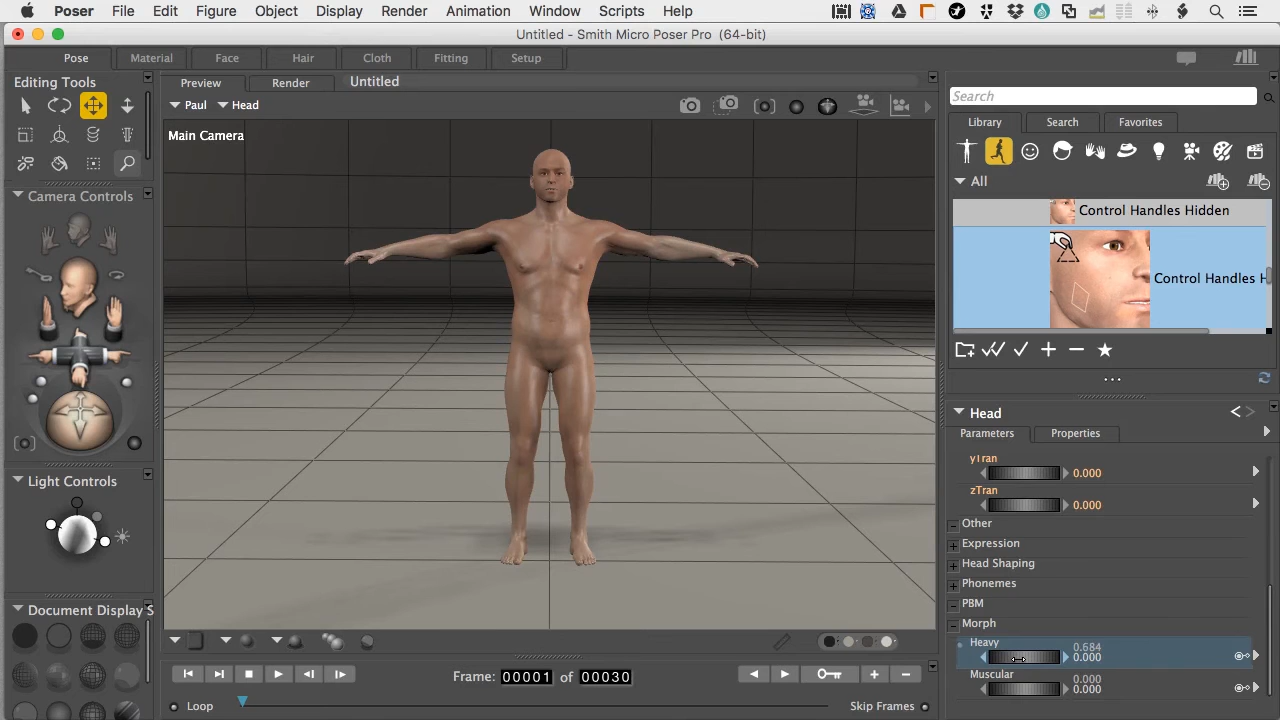 Poser File Edit Figure Object Display Render Animation Window Scripts Help
Untitled - Smith Micro Poser Pro (64-bit)
Pose Material Face Hair Cloth Fitting Setup
Editing Tools
Preview Render Untitled
Paul Head
Main Camera
Camera Controls
Light Controls
Document Display S
Loop
Frame: 00001 of 00030
Skip Frames
Search
Library Search Favorites
All
Control Handles Hidden
Control Handles H
Head
Parameters Properties
yTran
0.000
zTran
0.000
Other
Expression
Head Shaping
Phonemes
PBM
Morph
Heavy
0.684
0.000
Muscular
0.000
0.000